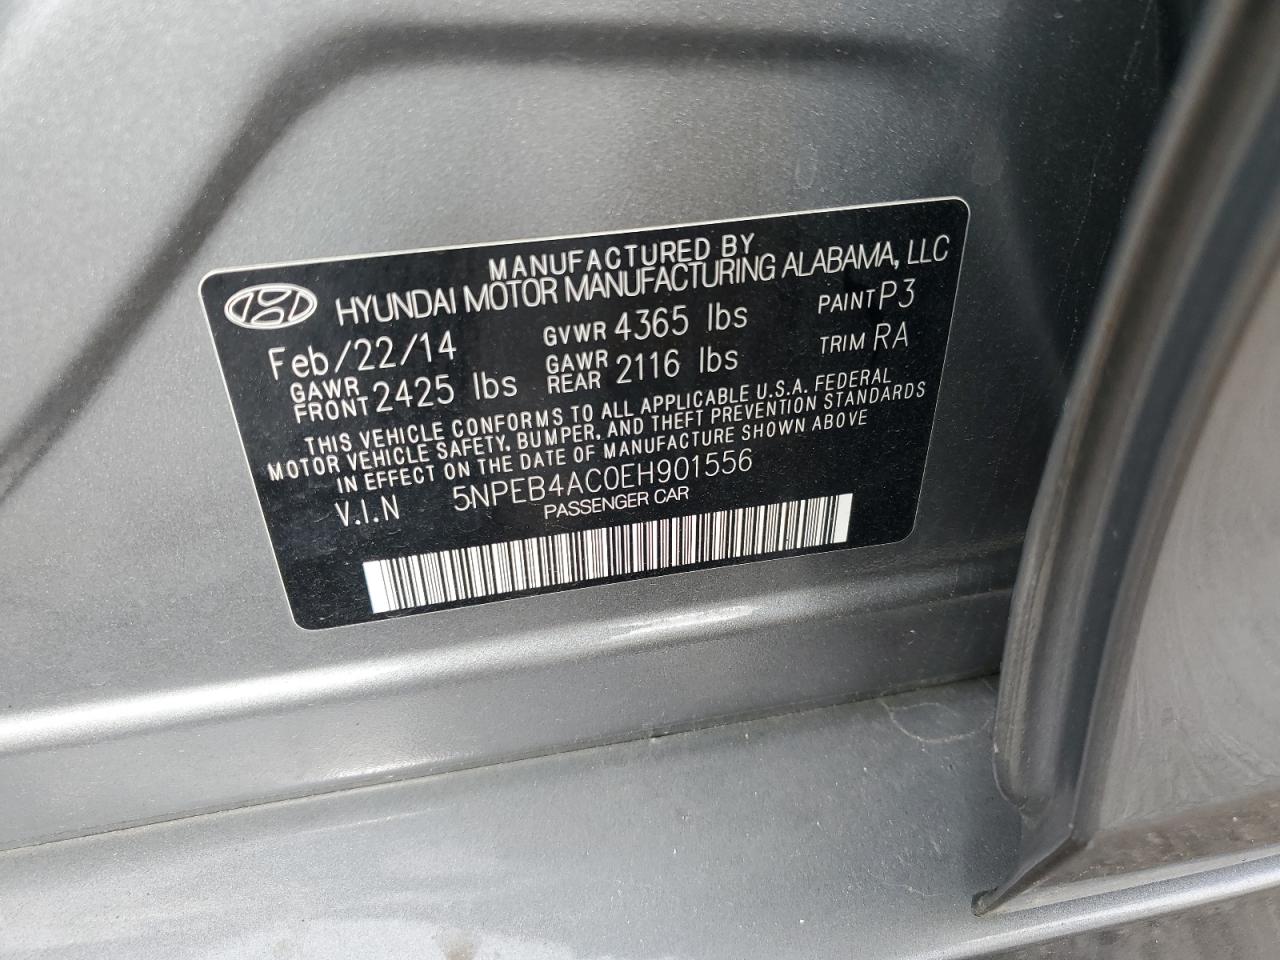 MANUFACTURED BY
HYUNDAI MOTOR MANUFACTURING ALABAMA, LLC
Feb/22/14 GVWR 4365 lbs PAINT P3
GAWR FRONT 2425 lbs GAWR REAR 2116 lbs TRIM RA
THIS VEHICLE CONFORMS TO ALL APPLICABLE U.S.A. FEDERAL
MOTOR VEHICLE SAFETY, BUMPER, AND THEFT PREVENTION STANDARDS
IN EFFECT ON THE DATE OF MANUFACTURE SHOWN ABOVE
V.I.N 5NPEB4AC0EH901556
PASSENGER CAR